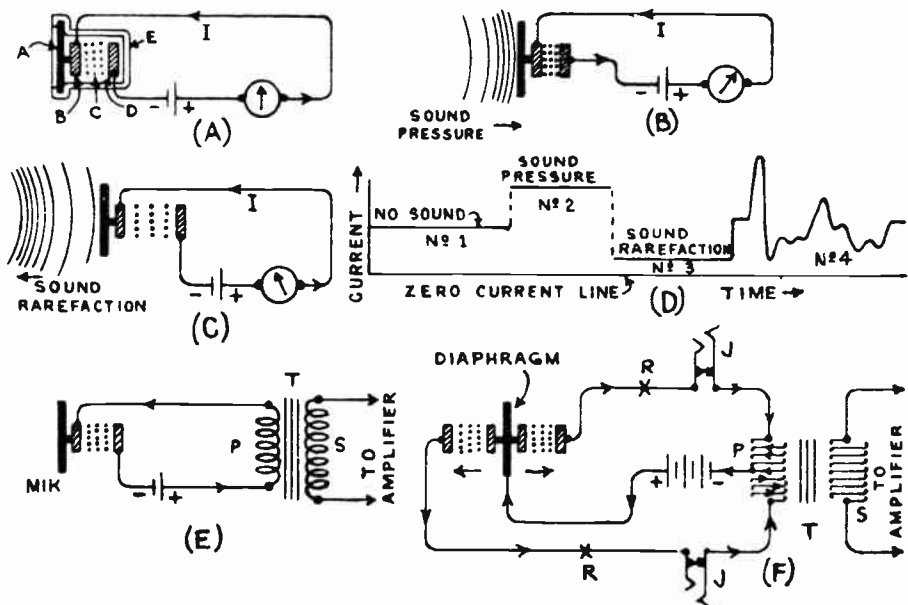 A
E
I
B
C
D
- +
(A)
SOUND
PRESSURE
I
- +
(B)
SOUND
RAREFACTION
I
- +
(C)
CURRENT
NO SOUND
Nº 1
SOUND
PRESSURE
Nº 2
SOUND
RAREFACTION
Nº 3
Nº 4
ZERO CURRENT LINE
(D)
TIME
MIK
- +
P
T
S
TO
AMPLIFIER
(E)
DIAPHRAGM
R
J
+ -
P
T
S
TO
AMPLIFIER
R
J
(F)